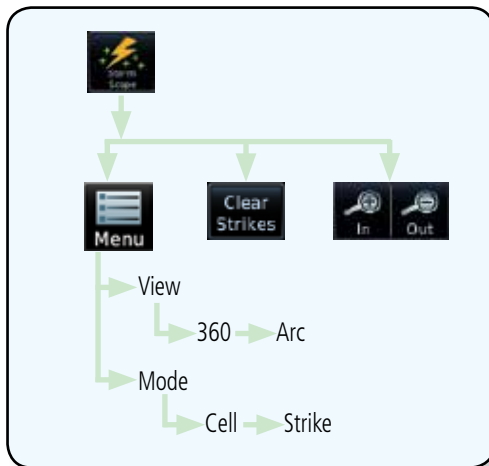 Storm
Scope
Menu
Clear
Strikes
In
Out
View
360
Arc
Mode
Cell
Strike